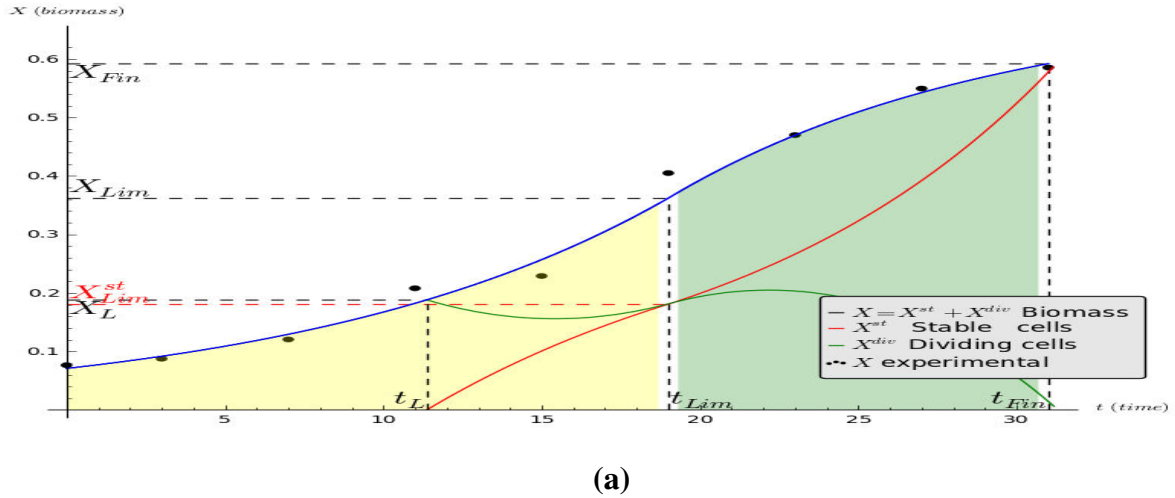 X (biomass)
0.6
X_Fin
0.5
0.4
X_Lim
0.3
X^st_Lim
0.2
X_L
0.1
X = X^st + X^div Biomass
X^st Stable cells
X^div Dividing cells
X experimental
t_L
t_Lim
t_Fin
t (time)
5
10
15
20
25
30
(a)